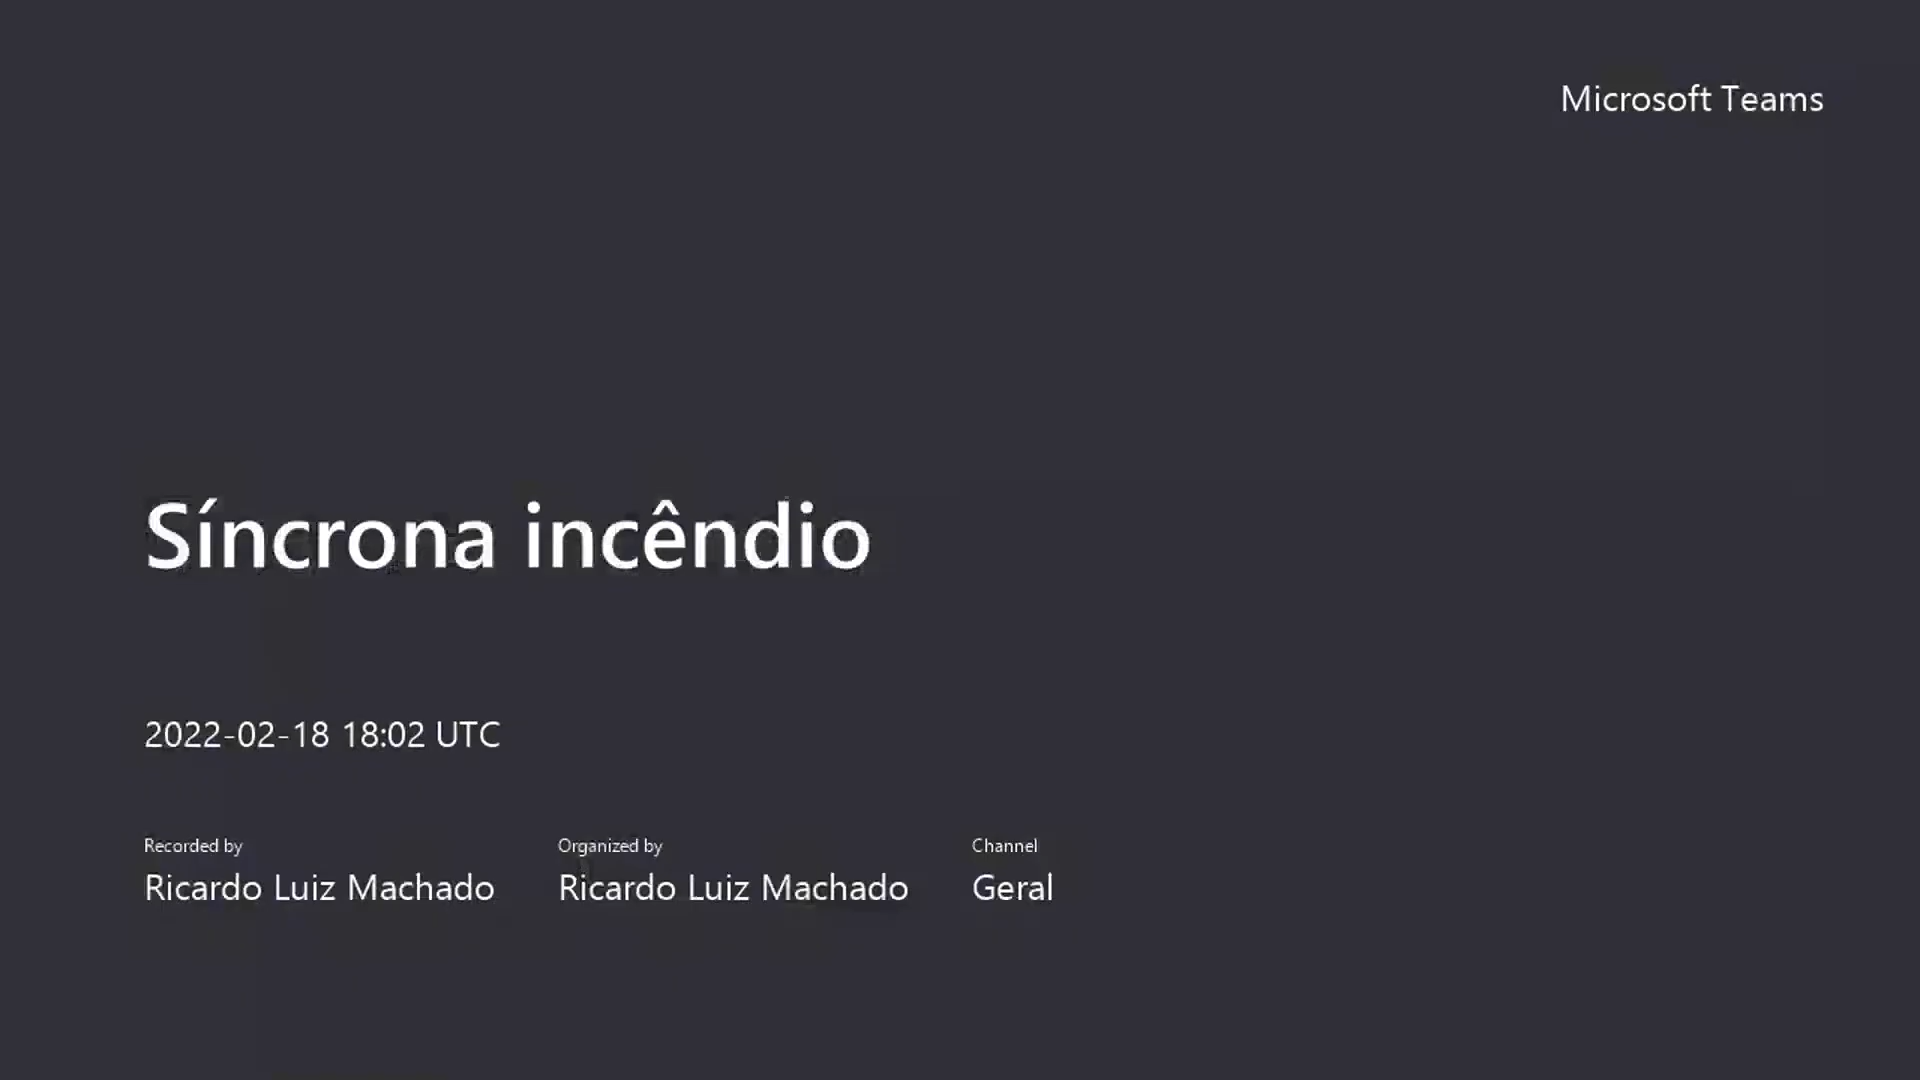 Microsoft Teams
Síncrona incêndio
2022-02-18 18:02 UTC
Recorded by
Ricardo Luiz Machado
Organized by
Ricardo Luiz Machado
Channel
Geral